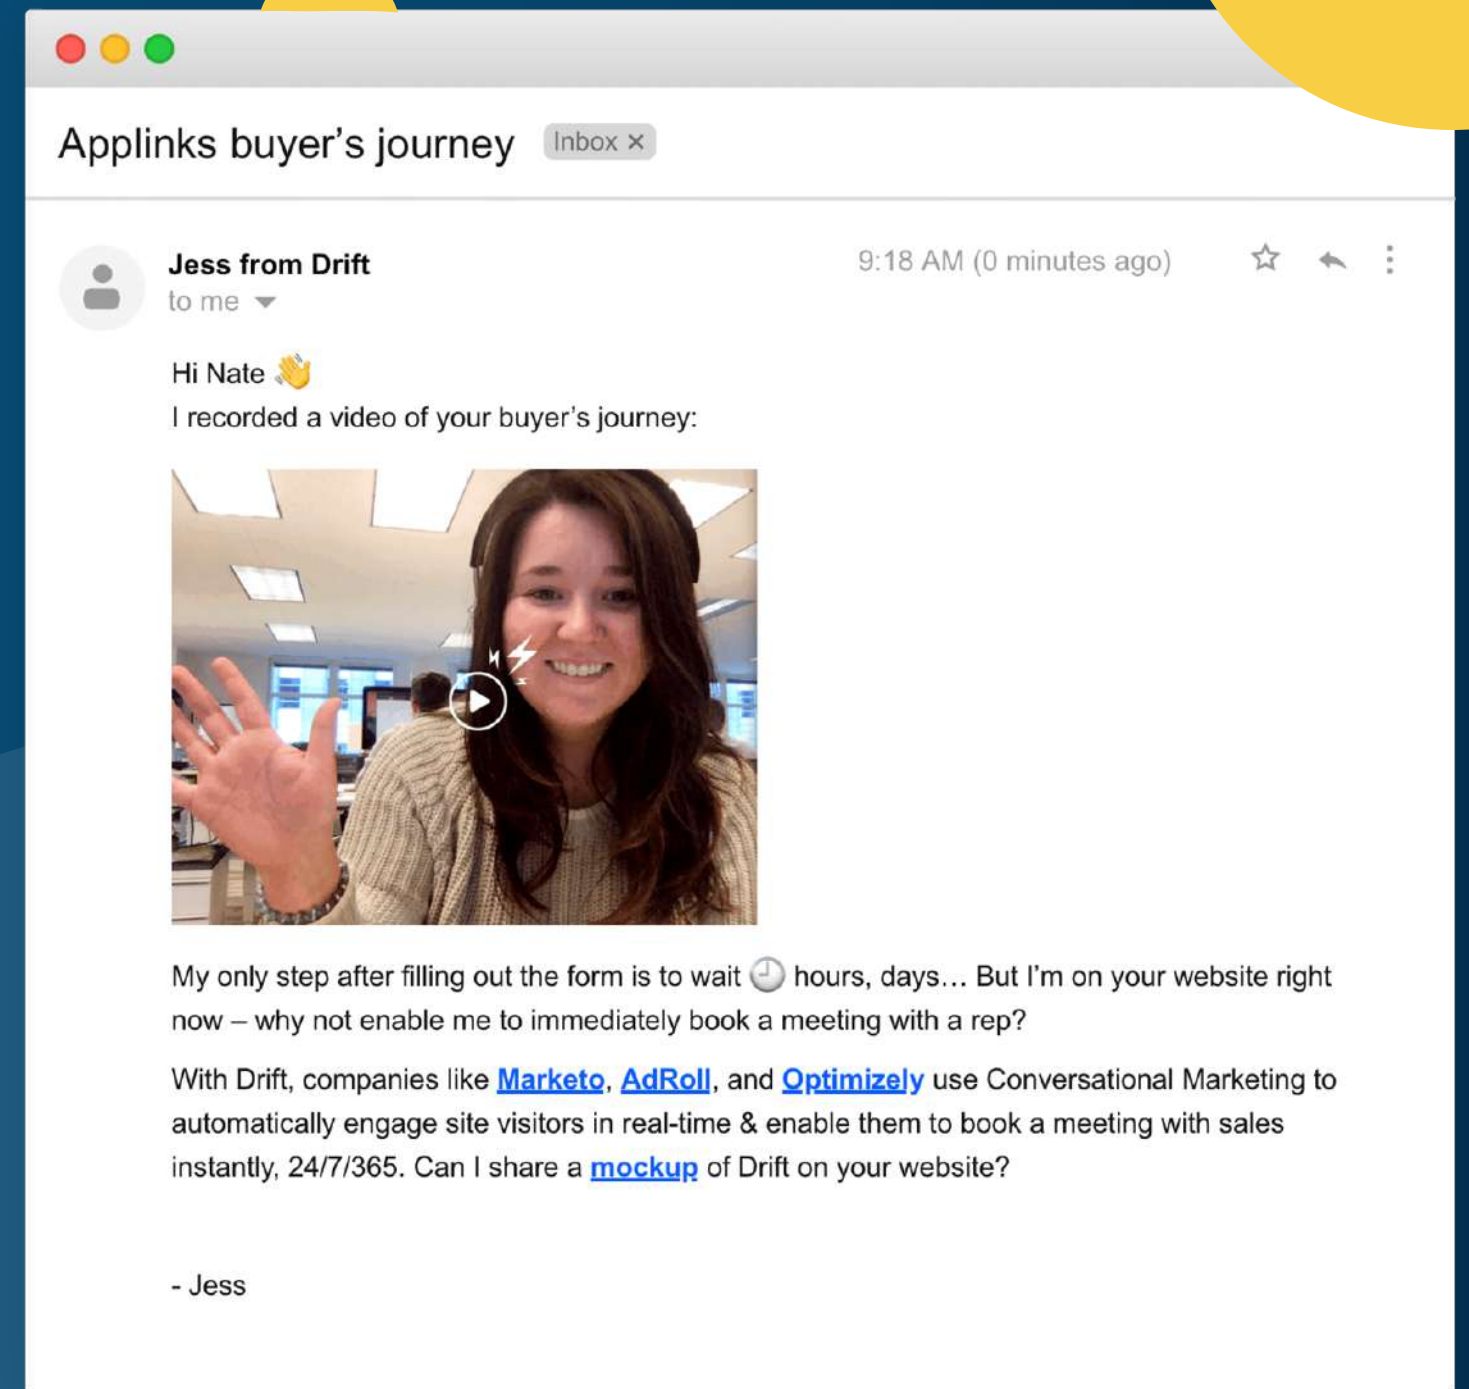 Applinks buyer’s journey Inbox ×
Jess from Drift 9:18 AM (0 minutes ago)
to me
Hi Nate 👋
I recorded a video of your buyer’s journey:
My only step after filling out the form is to wait 🕘 hours, days... But I’m on your website right
now – why not enable me to immediately book a meeting with a rep?
With Drift, companies like Marketo, AdRoll, and Optimizely use Conversational Marketing to
automatically engage site visitors in real-time & enable them to book a meeting with sales
instantly, 24/7/365. Can I share a mockup of Drift on your website?
- Jess